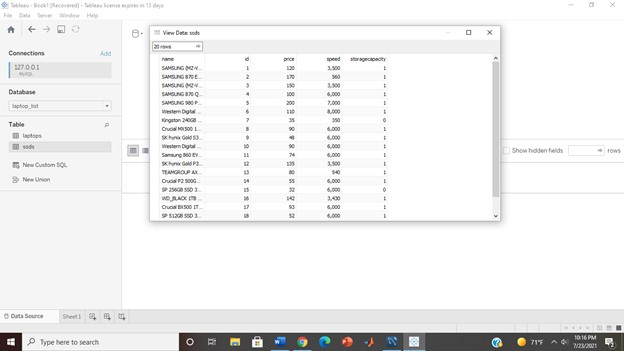 Tableau - Book1 [Recovered] - Tableau license expires in 13 days
File Data Server Window Help
Connections Add
127.0.0.1
MySQL
Database
laptop_list
Table
laptops
ssds
New Custom SQL
New Union
View Data: ssds
20 rows
name id price speed storagecapacity
SAMSUNG (MZ-V... 1 120 3,500 1
SAMSUNG 870 E... 2 170 560 1
SAMSUNG (MZ-V... 3 150 3,500 1
SAMSUNG 870 Q... 4 100 6,000 1
SAMSUNG 980 P... 5 200 7,000 1
Western Digital ... 6 110 8,000 1
Kingston 240GB ... 7 35 350 0
Crucial MX500 1... 8 90 6,000 1
SK hynix Gold S3... 9 48 6,000 1
Western Digital ... 10 90 6,000 1
Samsung 860 EV... 11 74 6,000 1
SK hynix Gold P3... 12 135 3,500 1
TEAMGROUP AX... 13 80 540 1
Crucial P2 500G... 14 55 6,000 1
SP 256GB SSD 3... 15 32 6,000 0
WD_BLACK 1TB ... 16 142 3,430 1
Crucial BX500 1T... 17 93 6,000 1
SP 512GB SSD 3... 18 52 6,000 1
Show hidden fields rows
Data Source Sheet 1
Type here to search
71°F
10:16 PM
7/23/2021